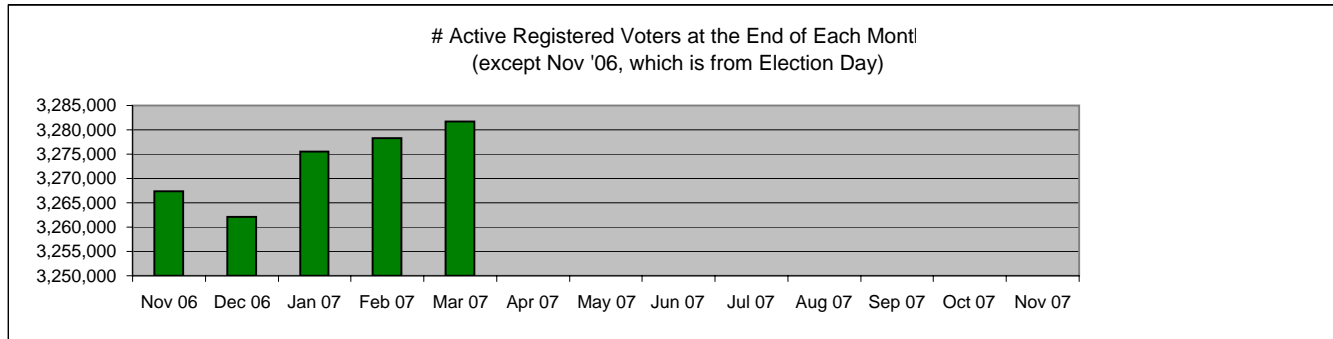 # Active Registered Voters at the End of Each Mont
(except Nov '06, which is from Election Day)
3,285,000
3,280,000
3,275,000
3,270,000
3,265,000
3,260,000
3,255,000
3,250,000
Nov 06 Dec 06 Jan 07 Feb 07 Mar 07 Apr 07 May 07 Jun 07 Jul 07 Aug 07 Sep 07 Oct 07 Nov 07